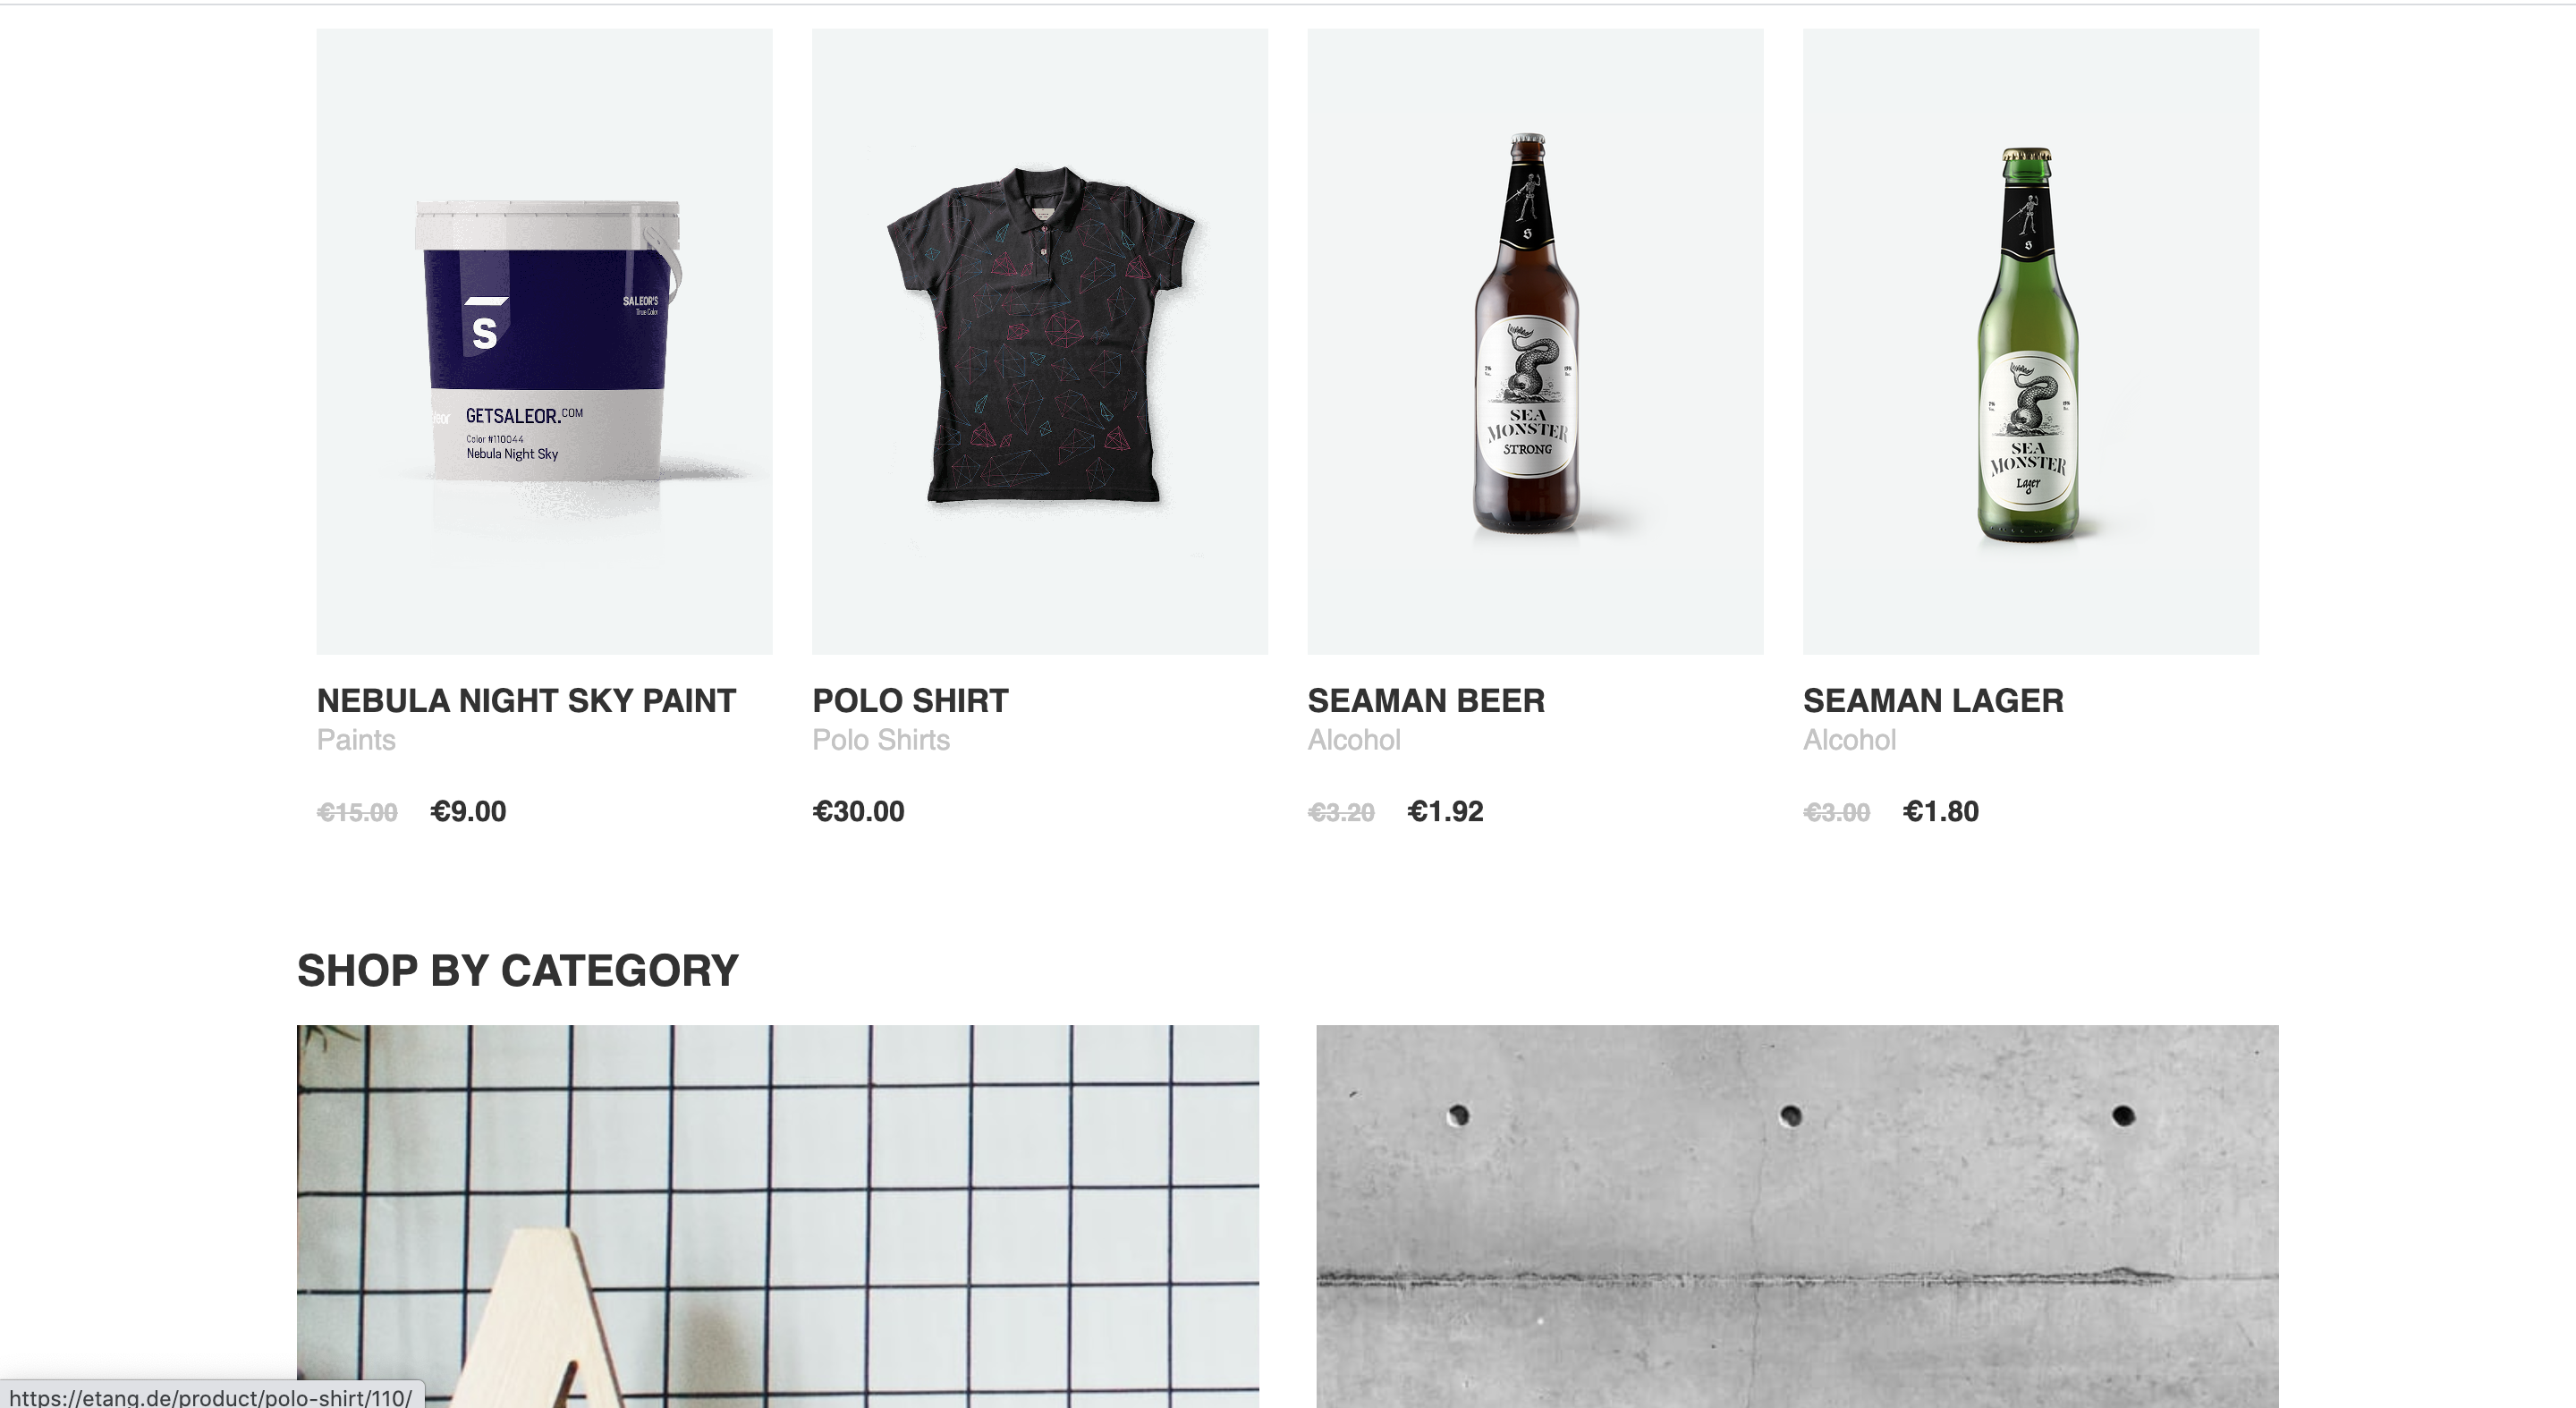 S
SALEOR'S
True Color
GETSALEOR.COM
Color #110044
Nebula Night Sky
SEA
MONSTER
STRONG
SEA
MONSTER
Lager
NEBULA NIGHT SKY PAINT
Paints
€15.00 €9.00
POLO SHIRT
Polo Shirts
€30.00
SEAMAN BEER
Alcohol
€3.20 €1.92
SEAMAN LAGER
Alcohol
€3.00 €1.80
SHOP BY CATEGORY
A
https://etang.de/product/polo-shirt/110/